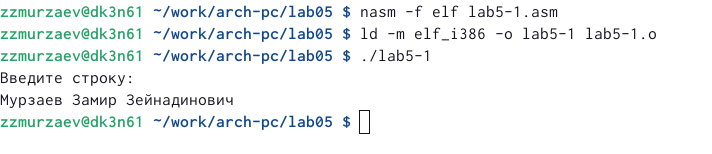 zzmurzaev@dk3n61 ~/work/arch-pc/lab05 $ nasm -f elf lab5-1.asm
zzmurzaev@dk3n61 ~/work/arch-pc/lab05 $ ld -m elf_i386 -o lab5-1 lab5-1.o
zzmurzaev@dk3n61 ~/work/arch-pc/lab05 $ ./lab5-1
Введите строку:
Мурзаев Замир Зейнадинович
zzmurzaev@dk3n61 ~/work/arch-pc/lab05 $